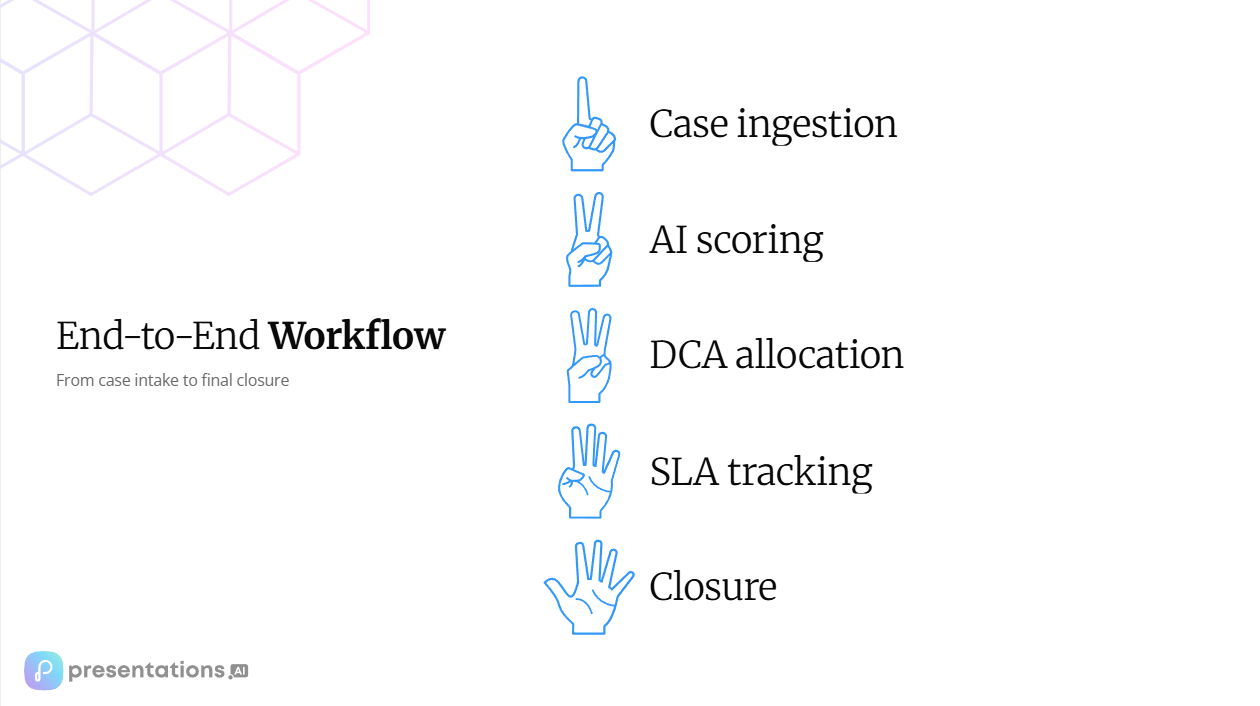 End-to-End Workflow
From case intake to final closure
Case ingestion
AI scoring
DCA allocation
SLA tracking
Closure
presentations.AI